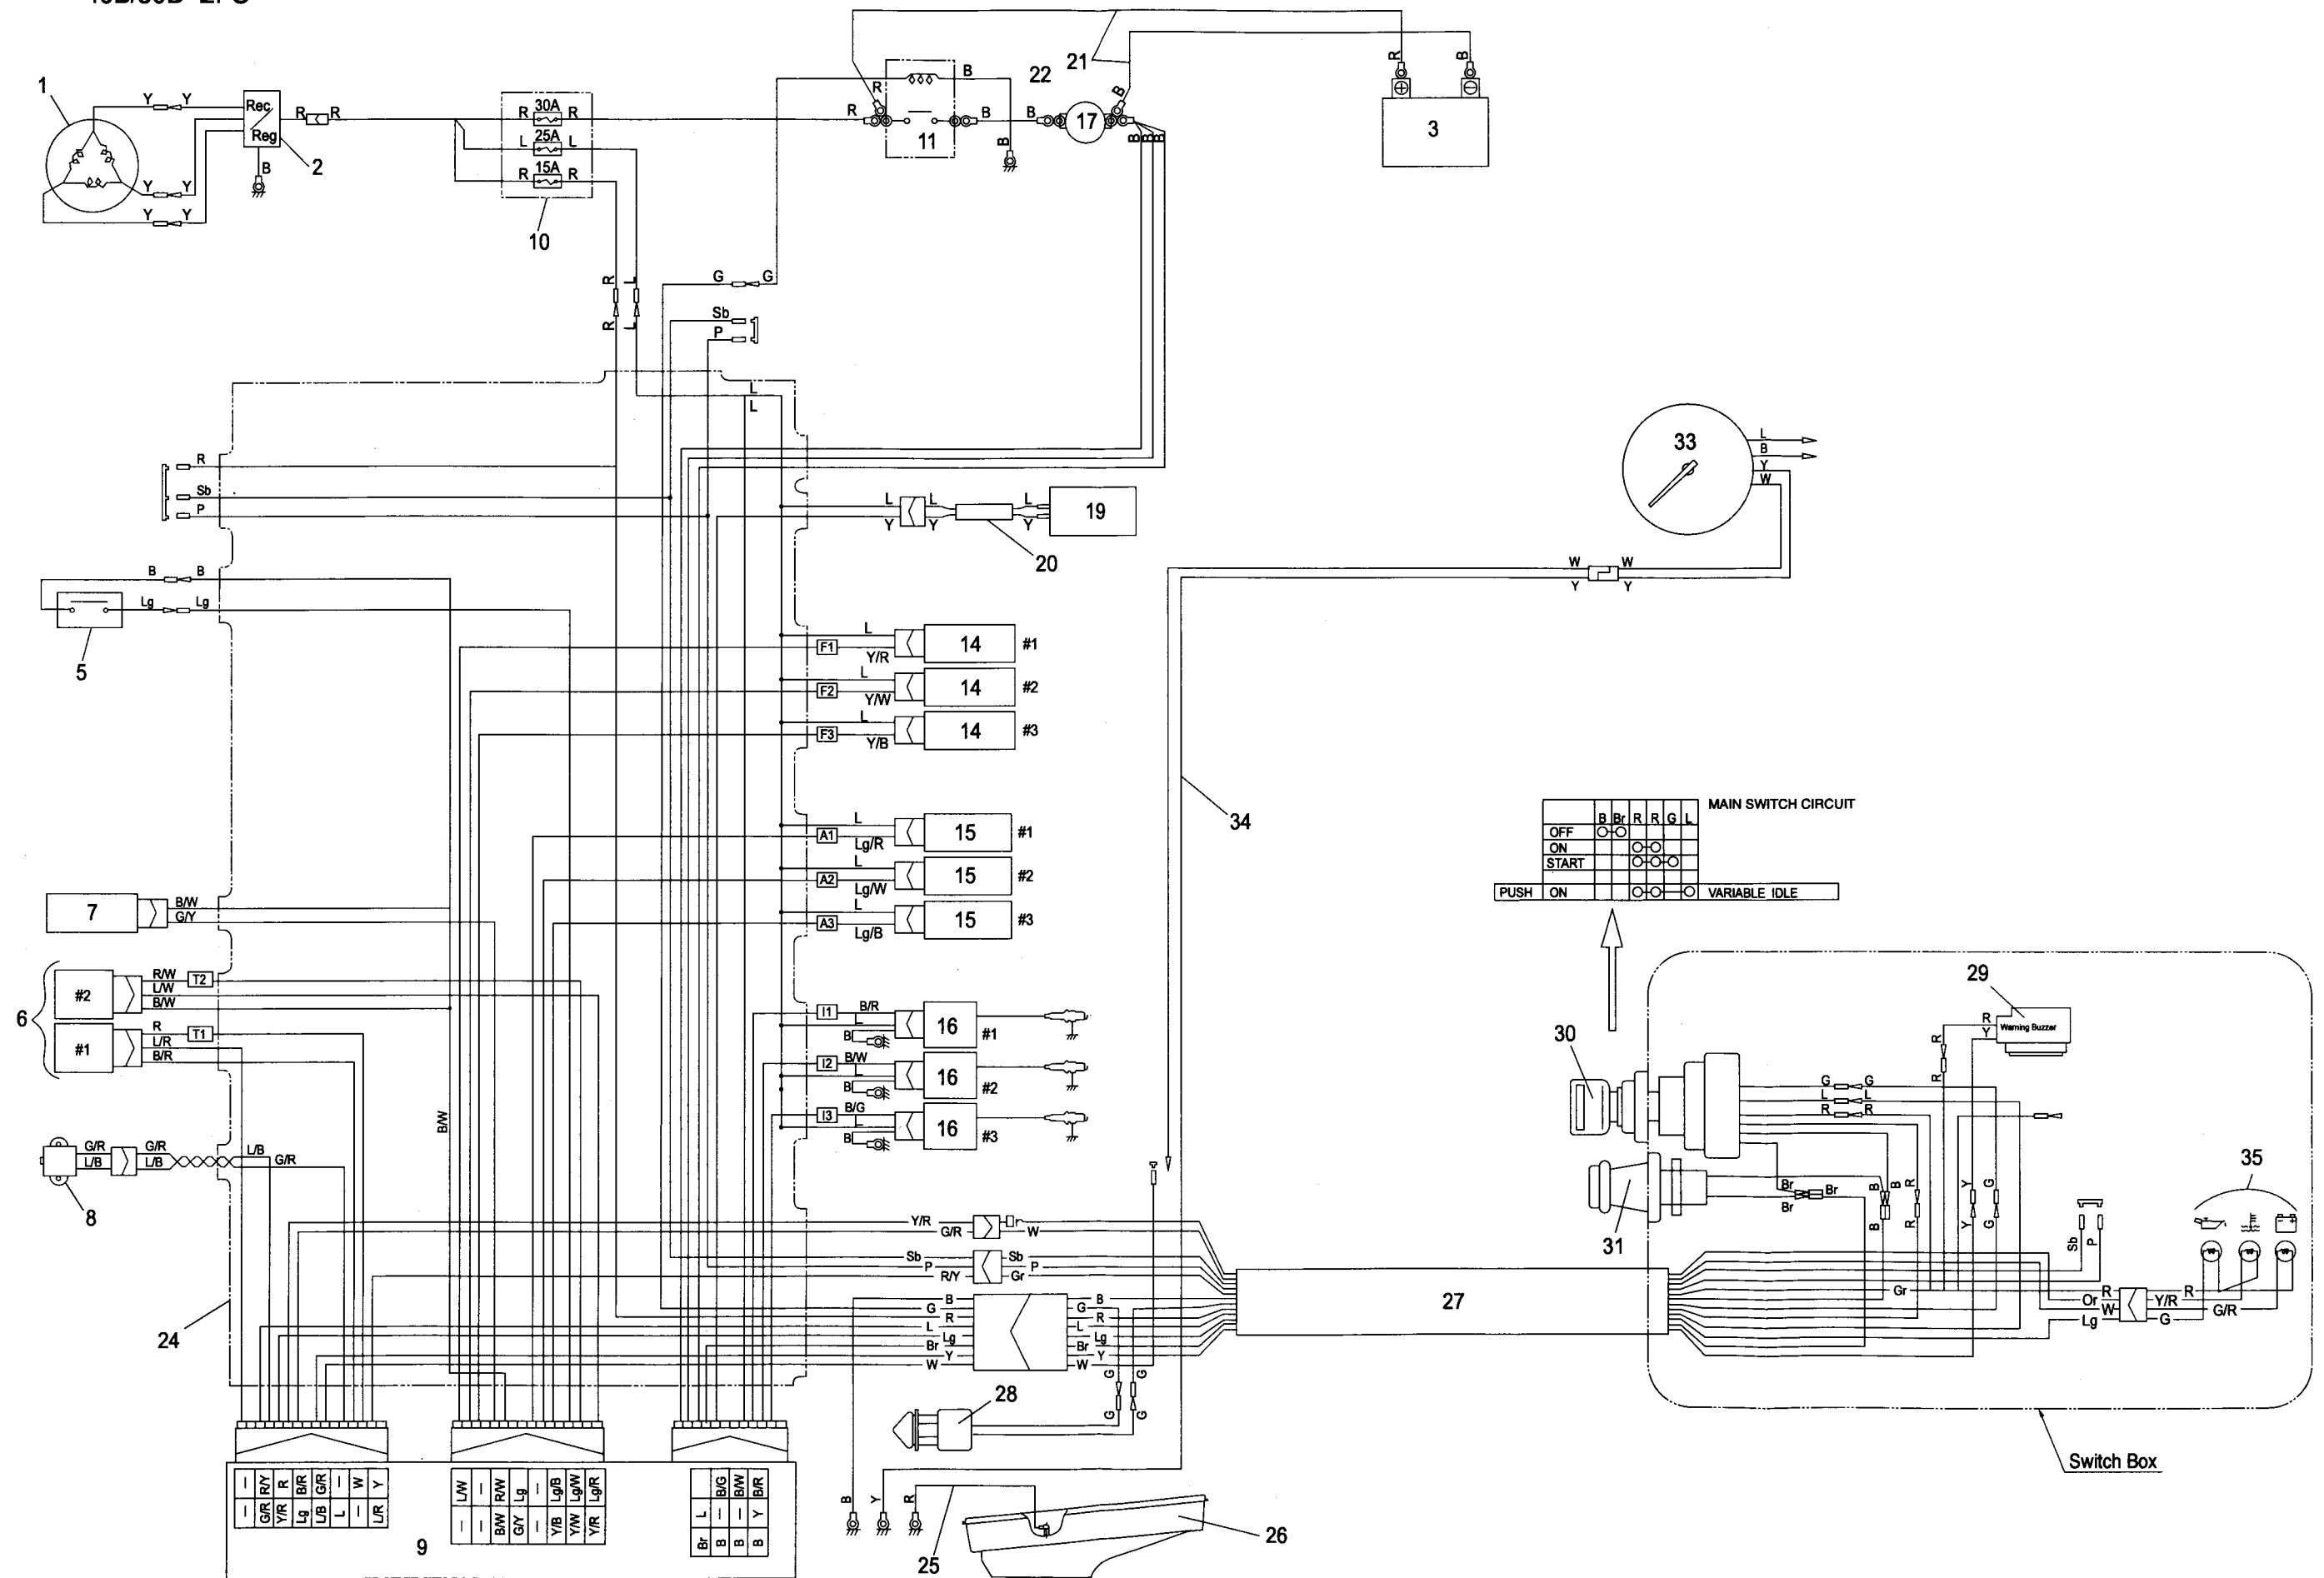 1
Y Y
Y Y
Y Y
Rec
Reg
2
B
R R
R 30A R
L 25A L
R 15A R
10
R
R
L
L
G G
Sb
P
R
R
B
11
B
B
22
B
17
B
B B B
21
R
B
3
L
L
R
Sb
P
B B
Lg Lg
5
L L L
Y Y Y
19
20
33
L
B
Y
W
W W
Y Y
34
F1
L
Y/R
14
#1
F2
L
Y/W
14
#2
F3
L
Y/B
14
#3
A1
L
Lg/R
15
#1
A2
L
Lg/W
15
#2
A3
L
Lg/B
15
#3
7
B/W
G/Y
6
#2
R/W
T2
L/W
B/W
#1
R
T1
L/R
B/R
B/W
8
G/R G/R
L/B L/B
L/B
G/R
24
I1
B/R
L
B
16
#1
I2
B/W
L
B
16
#2
I3
B/G
L
B
16
#3
MAIN SWITCH CIRCUIT
B Br R R G L
OFF
ON
START
PUSH ON VARIABLE IDLE
29
Warning Buzzer
R
Y
R
R
30
G G
L L
R R
31
Br Br
Br
B
B
B
R
R
Y
Y
G
G
Sb
P
35
Y/R
G/R W
Sb Sb
P P
R/Y Gr
B B
G G
R R
L L
Lg Lg
Br Br
Y Y
W W
27
Gr
R R
Or Y/R
W G/R
Lg G
G G
G G
28
Switch Box
B
Y
R
25
26
— R/Y R B/R G/R — W Y
— G/R Y/R Lg L/B L — L/R
L/W — R/W Lg — Lg/B Lg/W Lg/R
— — B/W G/Y — Y/B Y/W Y/R
B/G B/W B/R
L — — Y
Br B B B
9